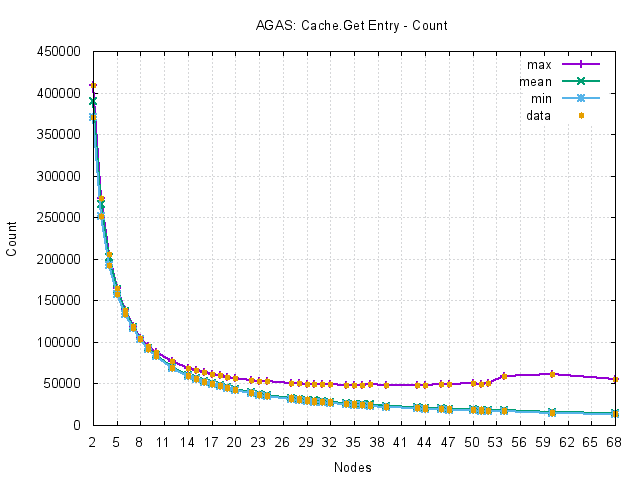 AGAS: Cache.Get Entry - Count
450000
400000
350000
300000
250000
200000
150000
100000
50000
0
max
mean
min
data
Count
2 5 8 11 14 17 20 23 26 29 32 35 38 41 44 47 50 53 56 59 62 65 68
Nodes